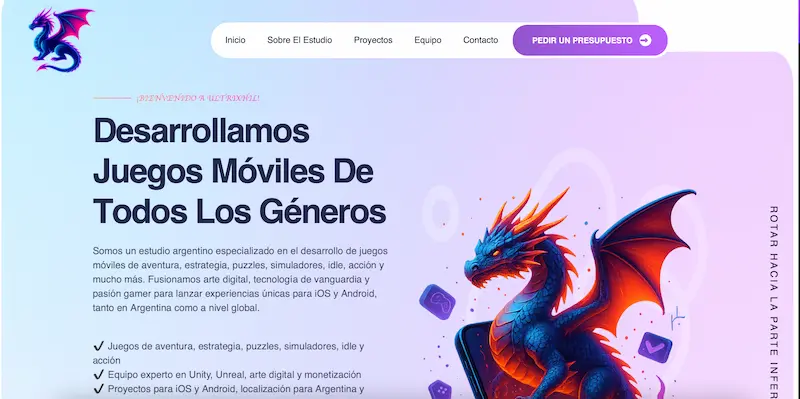 Inicio
Sobre El Estudio
Proyectos
Equipo
Contacto
PEDIR UN PRESUPUESTO
¡BIENVENIDO A ULTRIXHIL!
Desarrollamos
Juegos Móviles De
Todos Los Géneros
Somos un estudio argentino especializado en el desarrollo de juegos
móviles de aventura, estrategia, puzzles, simuladores, idle, acción y
mucho más. Fusionamos arte digital, tecnología de vanguardia y
pasión gamer para lanzar experiencias únicas para iOS y Android,
tanto en Argentina como a nivel global.
Juegos de aventura, estrategia, puzzles, simuladores, idle y
acción
Equipo experto en Unity, Unreal, arte digital y monetización
Proyectos para iOS y Android, localización para Argentina y
ROTAR HACIA LA PARTE INFER